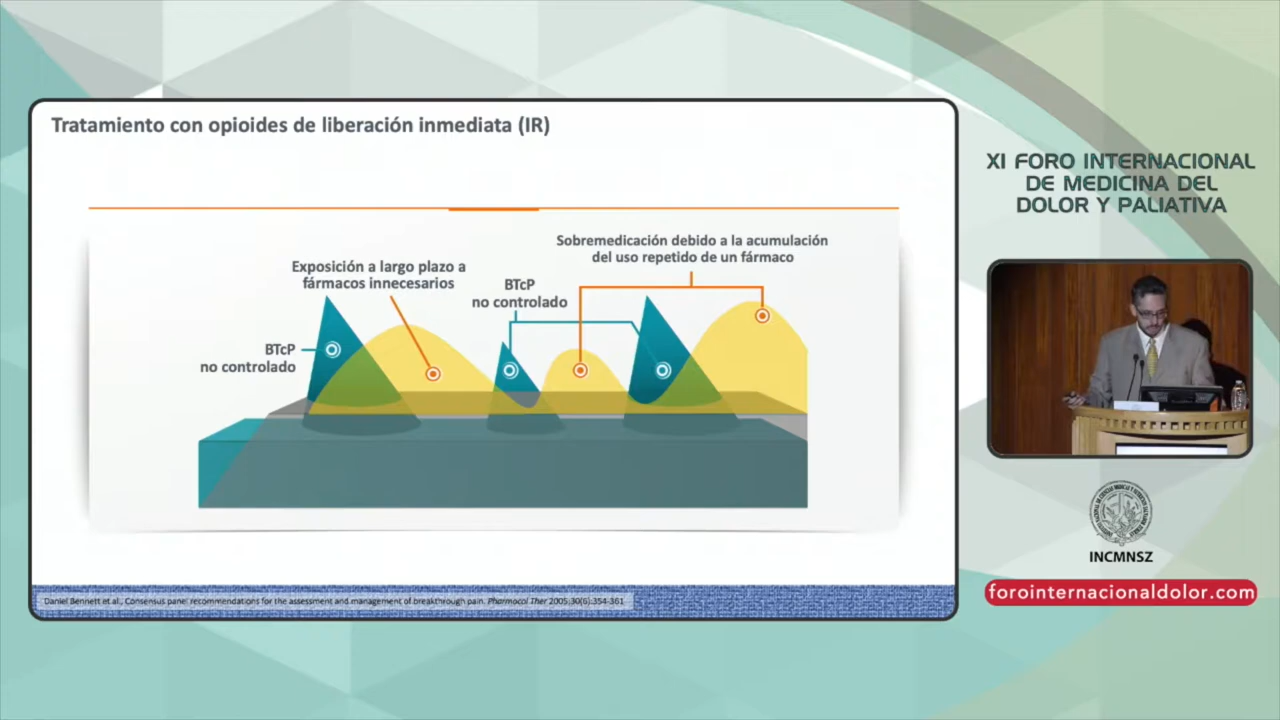 Tratamiento con opioides de liberación inmediata (IR)
Sobremedicación debido a la acumulación
del uso repetido de un fármaco
Exposición a largo plazo a
fármacos innecesarios
BTcP
no controlado
BTcP
no controlado
Daniel Bennett et al., Consensus panel recommendations for the assessment and management of breakthrough pain. Pharmacol Ther 2005;30(6):354-361
XI FORO INTERNACIONAL
DE MEDICINA DEL
DOLOR Y PALIATIVA
INCMNSZ
forointernacionaldolor.com